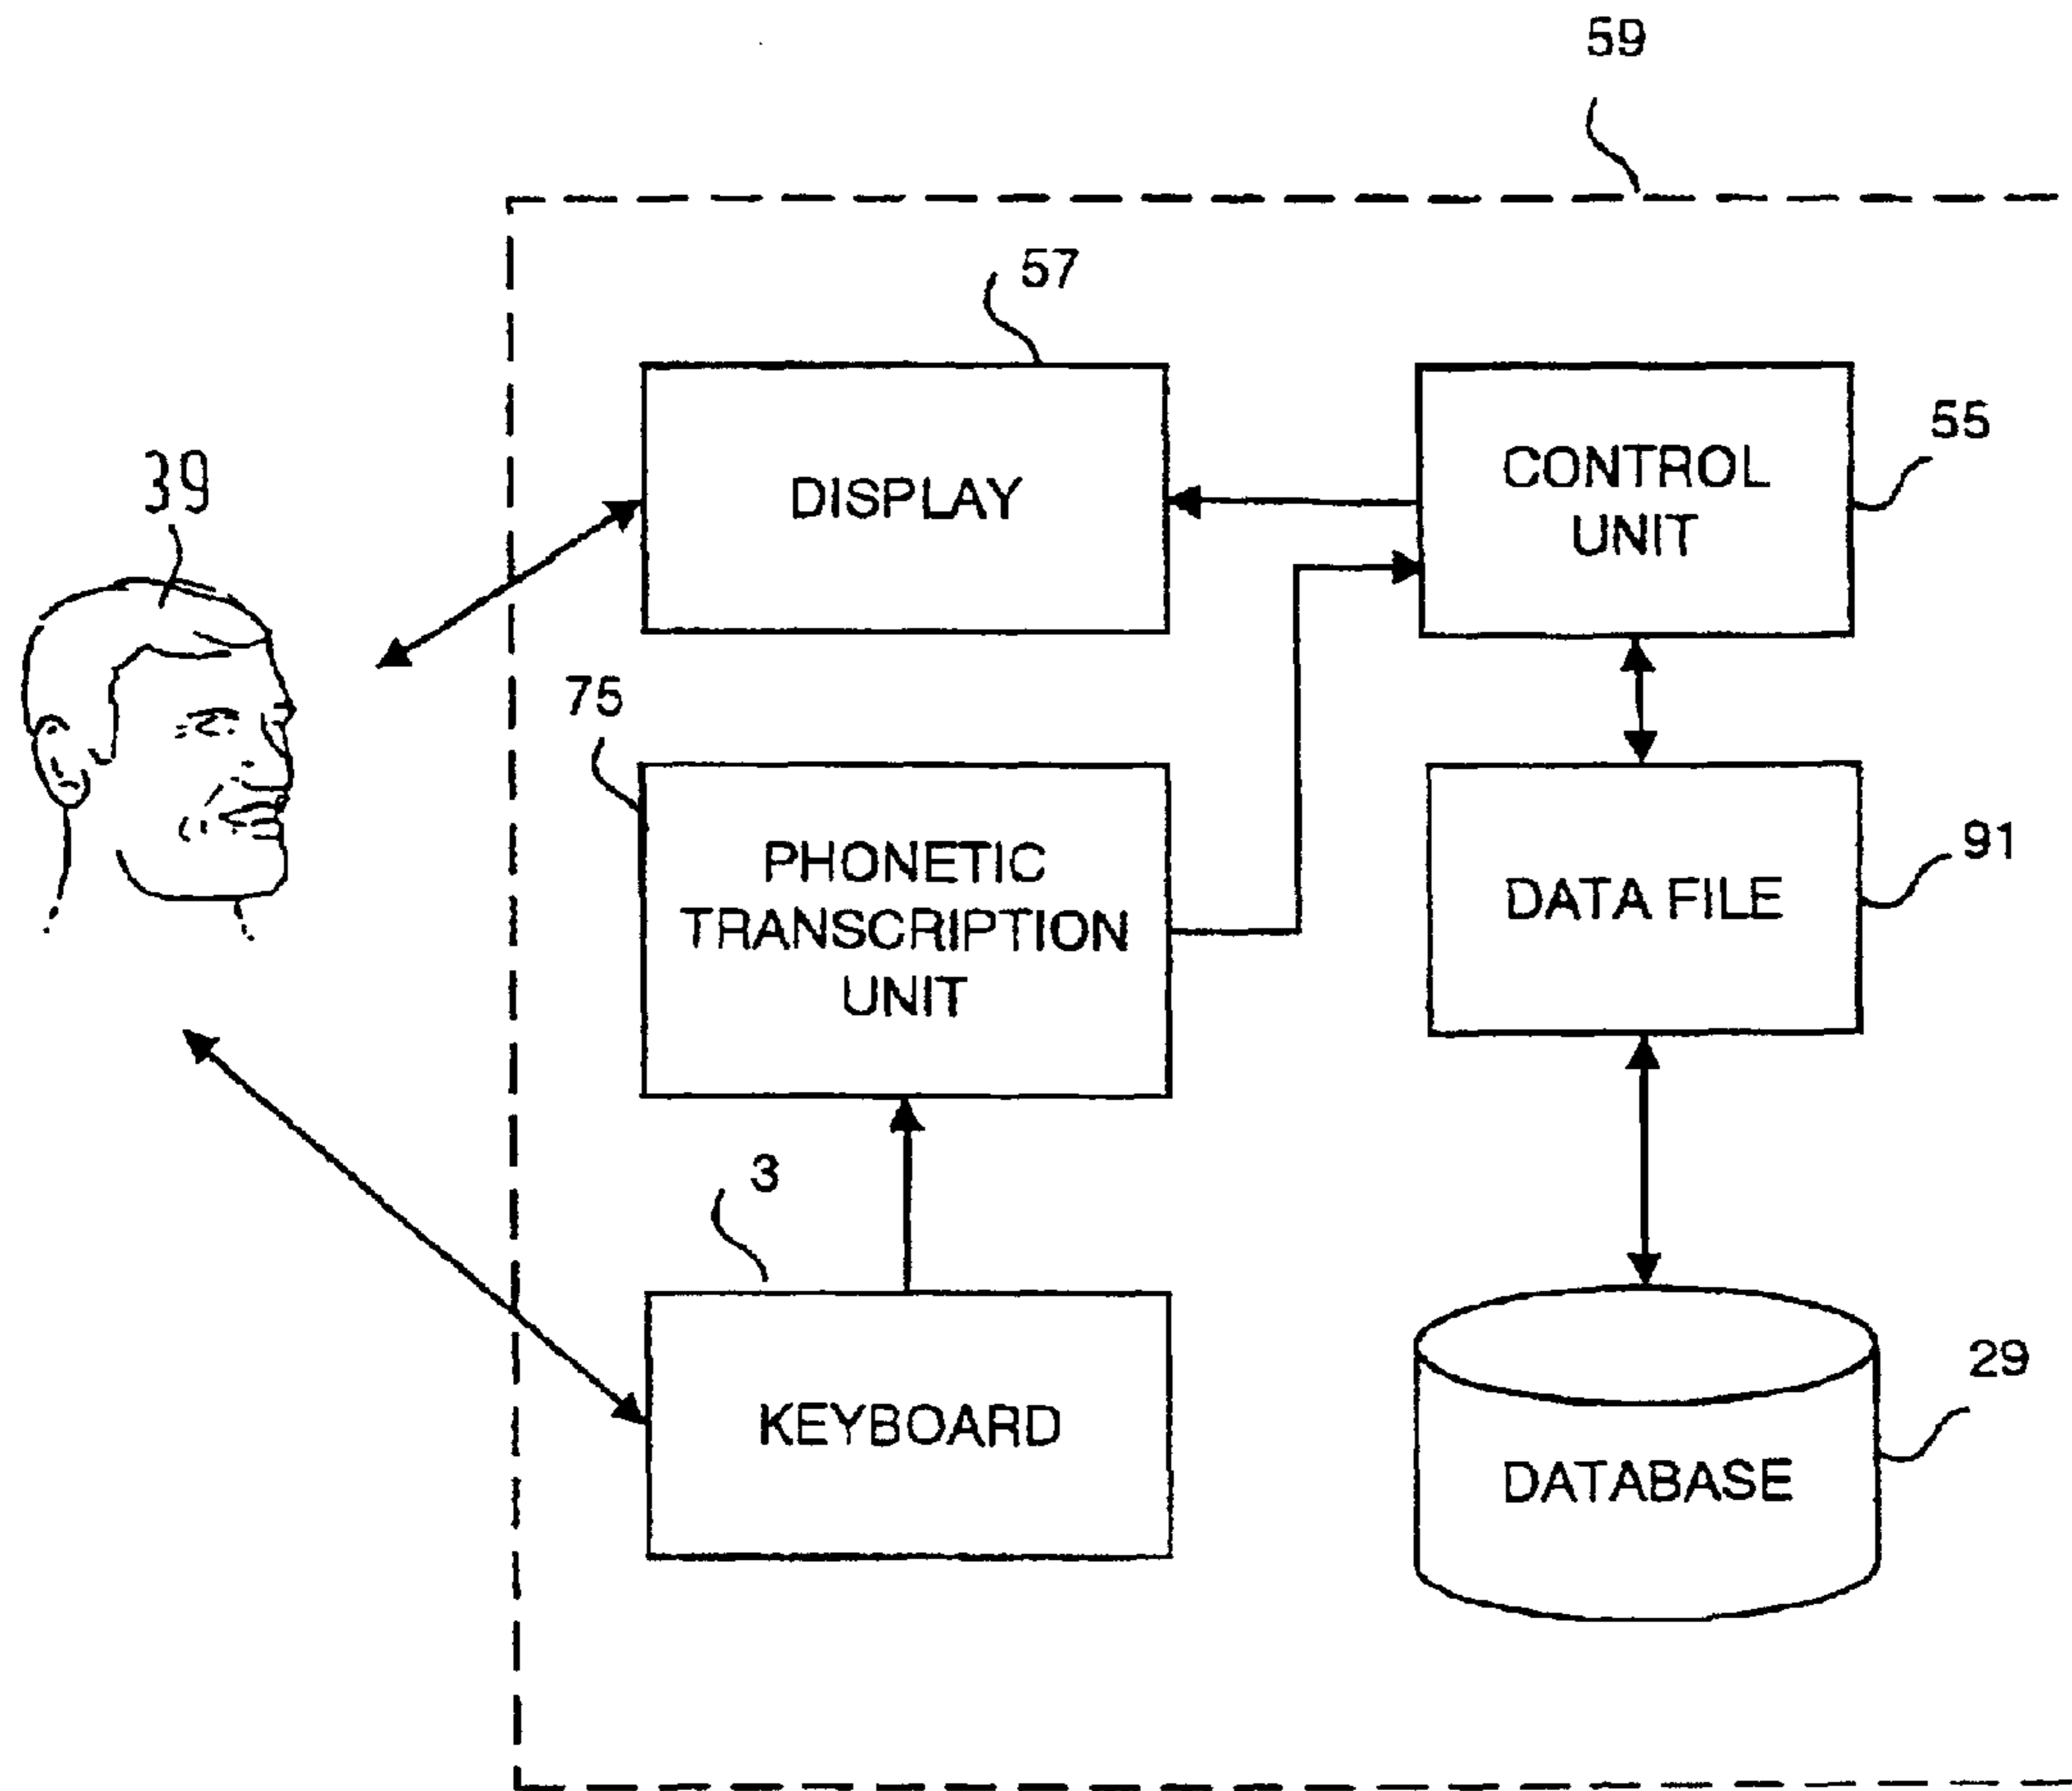 59
57
DISPLAY
CONTROL
UNIT
55
39
75
PHONETIC
TRANSCRIPTION
UNIT
DATA FILE
91
3
KEYBOARD
DATABASE
29